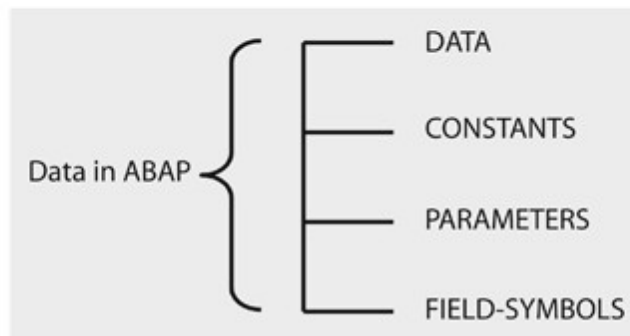 DATA
CONSTANTS
Data in ABAP
PARAMETERS
FIELD-SYMBOLS